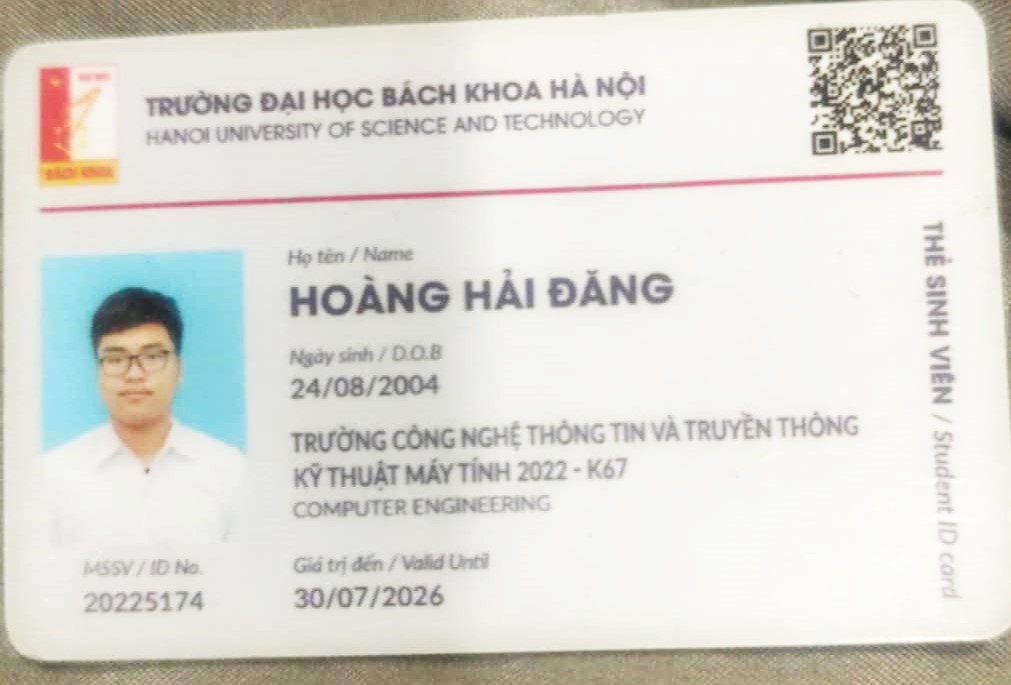 TRƯỜNG ĐẠI HỌC BÁCH KHOA HÀ NỘI
HANOI UNIVERSITY OF SCIENCE AND TECHNOLOGY
BÁCH KHOA
Họ tên / Name
HOÀNG HẢI ĐĂNG
Ngày sinh / D.O.B
24/08/2004
TRƯỜNG CÔNG NGHỆ THÔNG TIN VÀ TRUYỀN THÔNG
KỸ THUẬT MÁY TÍNH 2022 - K67
COMPUTER ENGINEERING
MSSV / ID No.
20225174
Giá trị đến / Valid Until
30/07/2026
THẺ SINH VIÊN / Student ID card